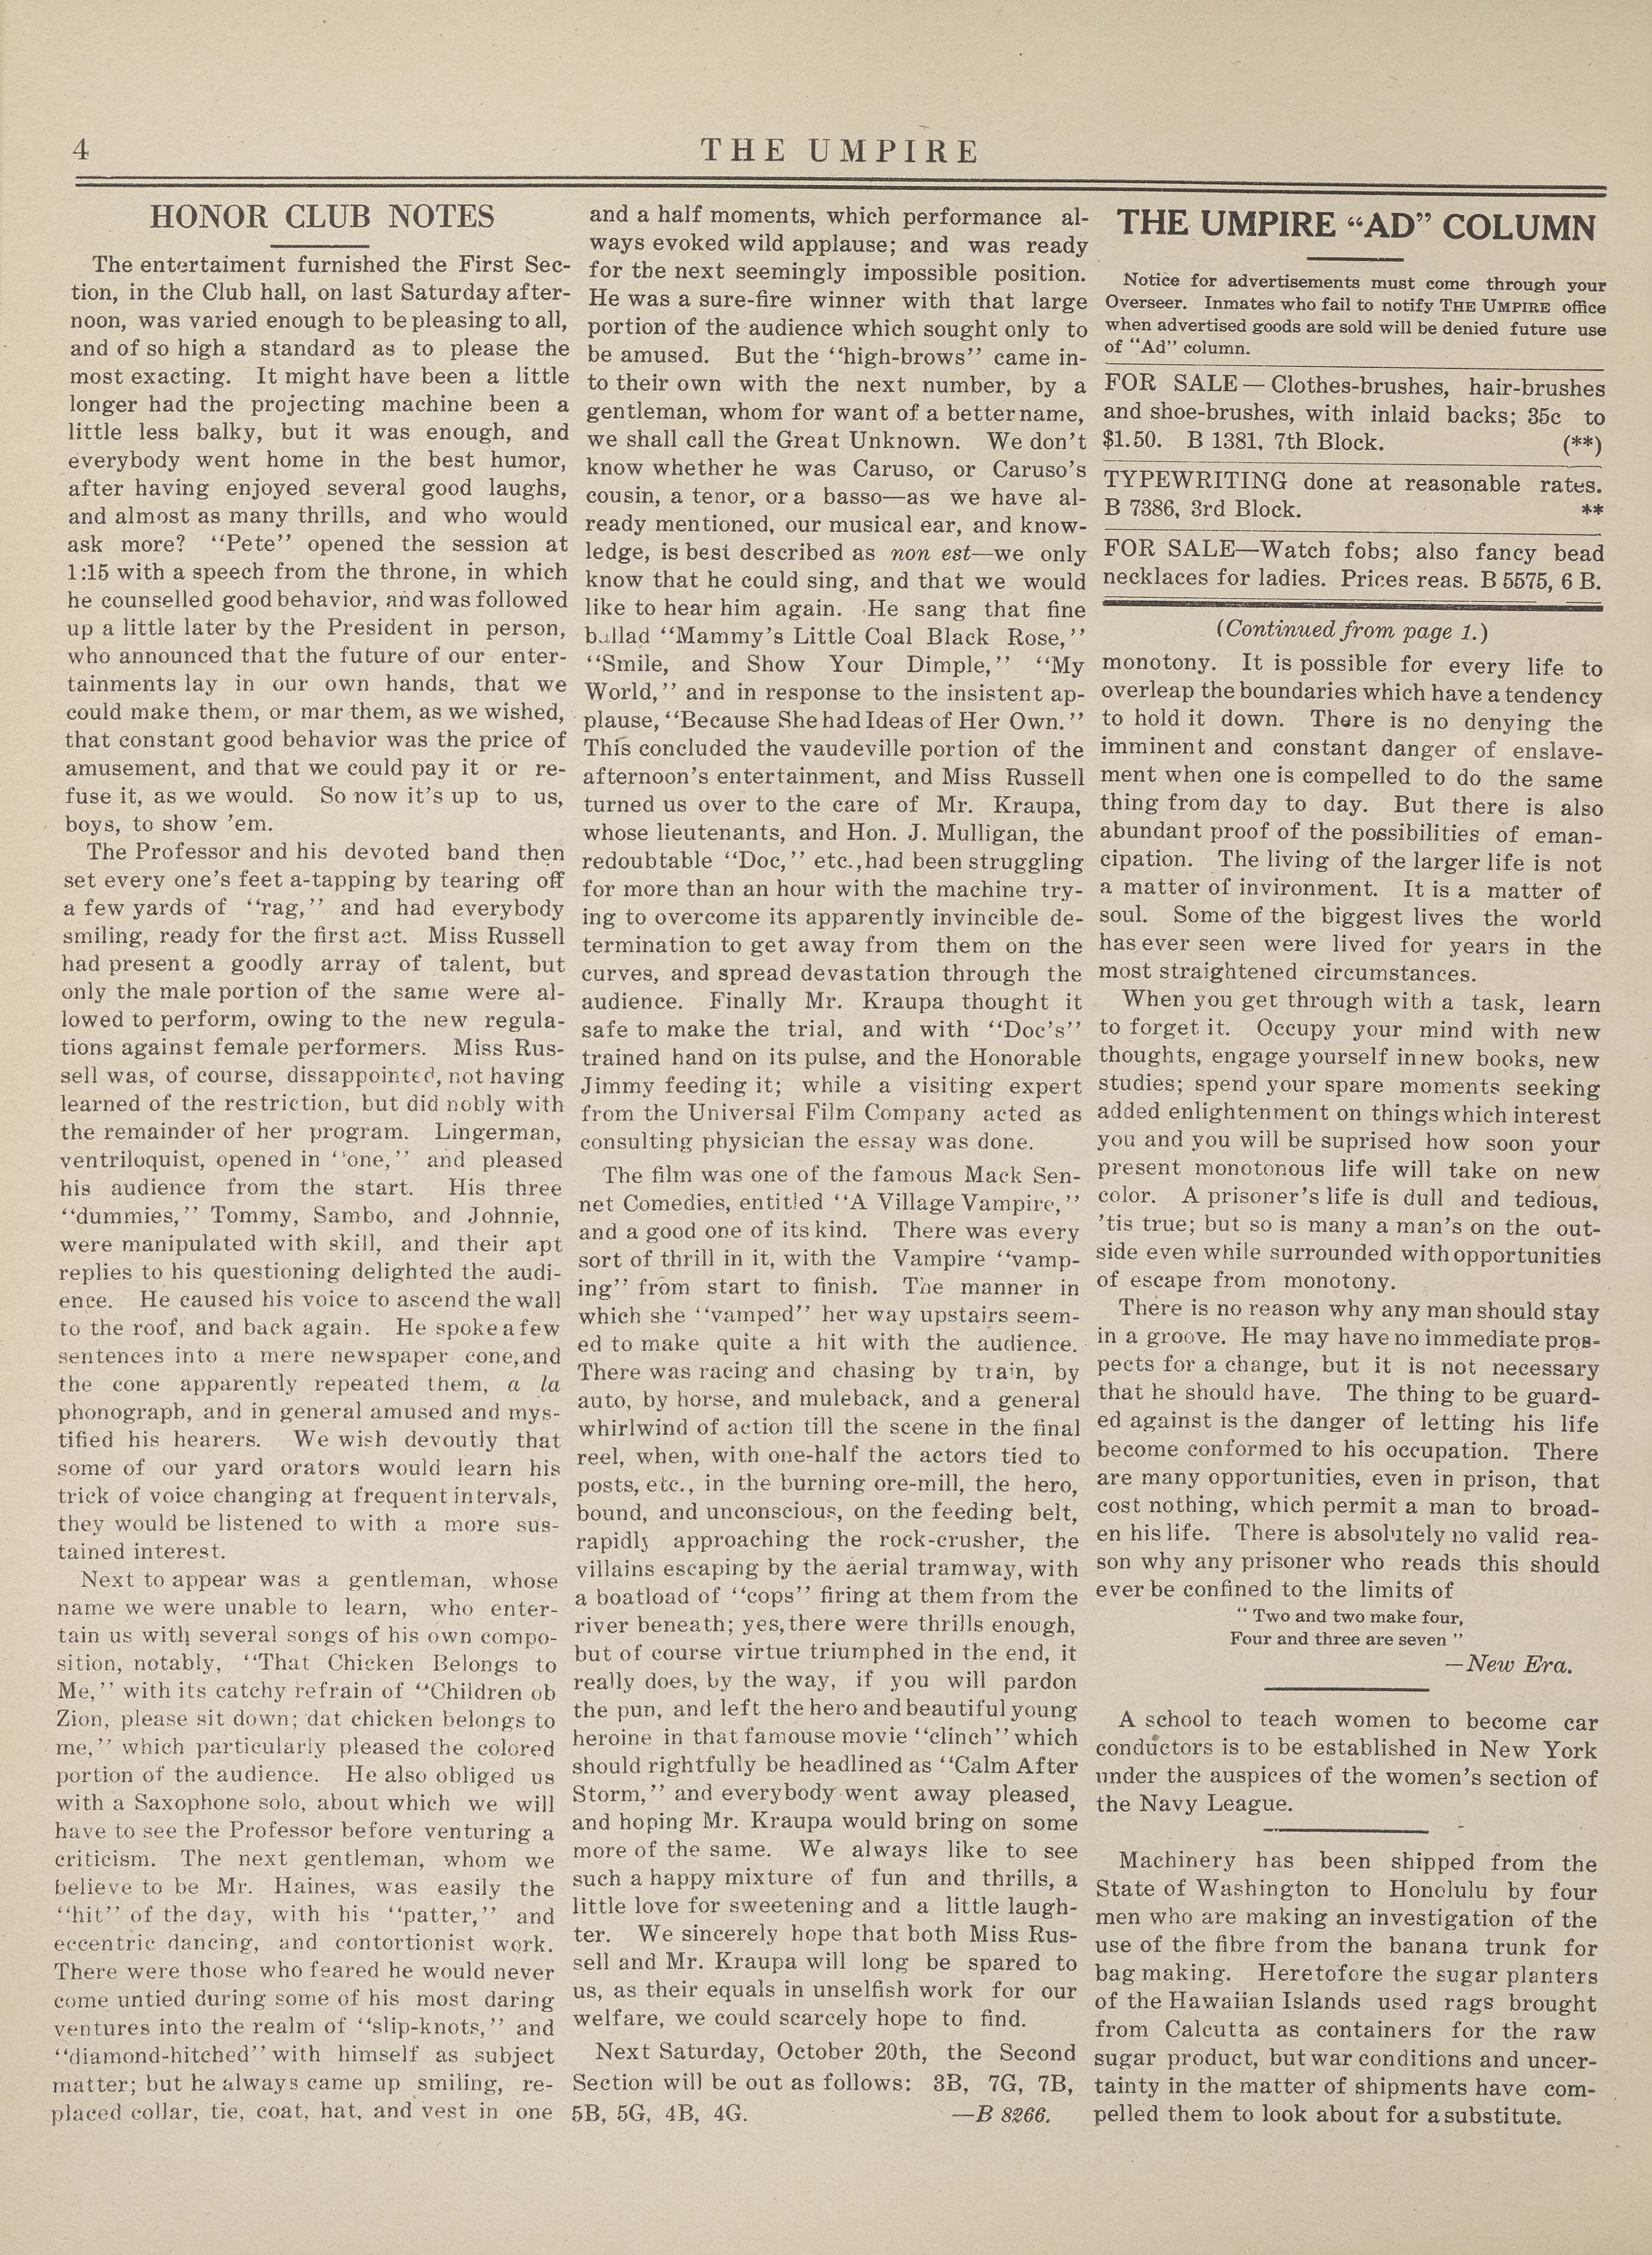 4
THE UMPIRE
HONOR CLUB NOTES
The entertaiment furnished the First Sec-
tion, in the Club hall, on last Saturday after-
noon, was varied enough to be pleasing to all,
and of so high a standard as to please the
most exacting. It might have been a little
longer had the projecting machine been a
little less balky, but it was enough, and
everybody went home in the best humor,
after having enjoyed several good laughs,
and almost as many thrills, and who would
ask more? "Pete" opened the session at
1:15 with a speech from the throne, in which
he counselled good behavior, and was followed
up a little later by the President in person,
who announced that the future of our enter-
tainments lay in our own hands, that we
could make them, or mar them, as we wished,
that constant good behavior was the price of
amusement, and that we could pay it or re-
fuse it, as we would. So now it's up to us,
boys, to show 'em.
The Professor and his devoted band then
set every one's feet a-tapping by tearing off
a few yards of "rag," and had everybody
smiling, ready for the first act. Miss Russell
had present a goodly array of talent, but
only the male portion of the same were al-
lowed to perform, owing to the new regula-
tions against female performers. Miss Rus-
sell was, of course, dissappointed, not having
learned of the restriction, but did nobly with
the remainder of her program. Lingerman,
ventriloquist, opened in "one," and pleased
his audience from the start. His three
"dummies," Tommy, Sambo, and Johnnie,
were manipulated with skill, and their apt
replies to his questioning delighted the audi-
ence. He caused his voice to ascend the wall
to the roof, and back again. He spoke a few
sentences into a mere newspaper cone, and
the cone apparently repeated them, a la
phonograph, and in general amused and mys-
tified his hearers. We wish devoutly that
some of our yard orators would learn his
trick of voice changing at frequent intervals,
they would be listened to with a more sus-
tained interest.
Next to appear was a gentleman, whose
name we were unable to learn, who enter-
tain us with several songs of his own compo-
sition, notably, "That Chicken Belongs to
Me," with its catchy refrain of "Children ob
Zion, please sit down; dat chicken belongs to
me," which particularly pleased the colored
portion of the audience. He also obliged us
with a Saxophone solo, about which we will
have to see the Professor before venturing a
criticism. The next gentleman, whom we
believe to be Mr. Haines, was easily the
"hit" of the day, with his "patter," and
eccentric dancing, and contortionist work.
There were those who feared he would never
come untied during some of his most daring
ventures into the realm of "slip-knots," and
"diamond-hitched" with himself as subject
matter; but he always came up smiling, re-
placed collar, tie, coat, hat, and vest in one
and a half moments, which performance al-
ways evoked wild applause; and was ready
for the next seemingly impossible position.
He was a sure-fire winner with that large
portion of the audience which sought only to
be amused. But the "high-brows" came in-
to their own with the next number, by a
gentleman, whom for want of a better name,
we shall call the Great Unknown. We don't
know whether he was Caruso, or Caruso's
cousin, a tenor, or a basso—as we have al-
ready mentioned, our musical ear, and know-
ledge, is best described as non est—we only
know that he could sing, and that we would
like to hear him again. He sang that fine
ballad "Mammy's Little Coal Black Rose,"
"Smile, and Show Your Dimple," "My
World," and in response to the insistent ap-
plause, "Because She had Ideas of Her Own."
This concluded the vaudeville portion of the
afternoon's entertainment, and Miss Russell
turned us over to the care of Mr. Kraupa,
whose lieutenants, and Hon. J. Mulligan, the
redoubtable "Doc," etc., had been struggling
for more than an hour with the machine try-
ing to overcome its apparently invincible de-
termination to get away from them on the
curves, and spread devastation through the
audience. Finally Mr. Kraupa thought it
safe to make the trial, and with "Doc's"
trained hand on its pulse, and the Honorable
Jimmy feeding it; while a visiting expert
from the Universal Film Company acted as
consulting physician the essay was done.
The film was one of the famous Mack Sen-
net Comedies, entitled "A Village Vampire,"
and a good one of its kind. There was every
sort of thrill in it, with the Vampire "vamp-
ing" from start to finish. The manner in
which she "vamped" her way upstairs seem-
ed to make quite a hit with the audience.
There was racing and chasing by train, by
auto, by horse, and muleback, and a general
whirlwind of action till the scene in the final
reel, when, with one-half the actors tied to
posts, etc., in the burning ore-mill, the hero,
bound, and unconscious, on the feeding belt,
rapidly approaching the rock-crusher, the
villains escaping by the aerial tramway, with
a boatload of "cops" firing at them from the
river beneath; yes, there were thrills enough,
but of course virtue triumphed in the end, it
really does, by the way, if you will pardon
the pun, and left the hero and beautiful young
heroine in that famouse movie "clinch" which
should rightfully be headlined as "Calm After
Storm," and everybody went away pleased,
and hoping Mr. Kraupa would bring on some
more of the same. We always like to see
such a happy mixture of fun and thrills, a
little love for sweetening and a little laugh-
ter. We sincerely hope that both Miss Rus-
sell and Mr. Kraupa will long be spared to
us, as their equals in unselfish work for our
welfare, we could scarcely hope to find.
Next Saturday, October 20th, the Second
Section will be out as follows: 3B, 7G, 7B,
5B, 5G, 4B, 4G. —B 8266.
THE UMPIRE "AD" COLUMN
Notice for advertisements must come through your
Overseer. Inmates who fail to notify THE UMPIRE office
when advertised goods are sold will be denied future use
of "Ad" column.
FOR SALE—Clothes-brushes, hair-brushes
and shoe-brushes, with inlaid backs; 35c to
$1.50. B 1381, 7th Block. (**)
TYPEWRITING done at reasonable rates.
B 7386, 3rd Block. **
FOR SALE—Watch fobs; also fancy bead
necklaces for ladies. Prices reas. B 5575, 6 B.
(Continued from page 1.)
monotony. It is possible for every life to
overleap the boundaries which have a tendency
to hold it down. There is no denying the
imminent and constant danger of enslave-
ment when one is compelled to do the same
thing from day to day. But there is also
abundant proof of the possibilities of eman-
cipation. The living of the larger life is not
a matter of invironment. It is a matter of
soul. Some of the biggest lives the world
has ever seen were lived for years in the
most straightened circumstances.
When you get through with a task, learn
to forget it. Occupy your mind with new
thoughts, engage yourself in new books, new
studies; spend your spare moments seeking
added enlightenment on things which interest
you and you will be suprised how soon your
present monotonous life will take on new
color. A prisoner's life is dull and tedious,
'tis true; but so is many a man's on the out-
side even while surrounded with opportunities
of escape from monotony.
There is no reason why any man should stay
in a groove. He may have no immediate pros-
pects for a change, but it is not necessary
that he should have. The thing to be guard-
ed against is the danger of letting his life
become conformed to his occupation. There
are many opportunities, even in prison, that
cost nothing, which permit a man to broad-
en his life. There is absolutely no valid rea-
son why any prisoner who reads this should
ever be confined to the limits of
"Two and two make four,
Four and three are seven"
—New Era.
A school to teach women to become car
conductors is to be established in New York
under the auspices of the women's section of
the Navy League.
Machinery has been shipped from the
State of Washington to Honolulu by four
men who are making an investigation of the
use of the fibre from the banana trunk for
bag making. Heretofore the sugar planters
of the Hawaiian Islands used rags brought
from Calcutta as containers for the raw
sugar product, but war conditions and uncer-
tainty in the matter of shipments have com-
pelled them to look about for a substitute.